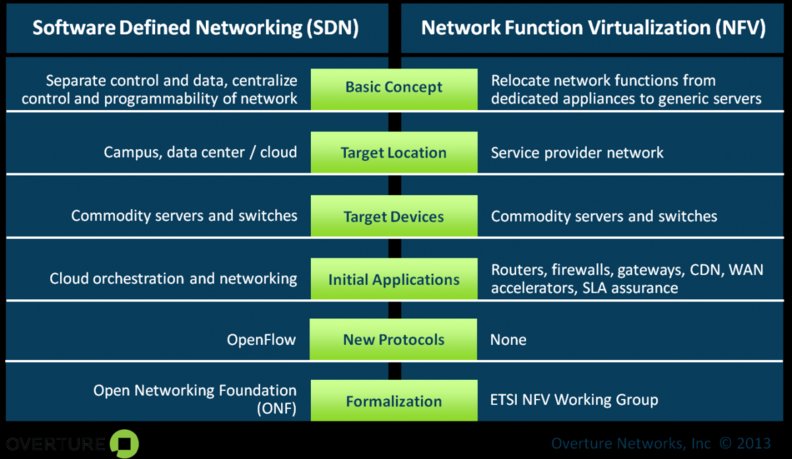 Software Defined Networking (SDN)
Network Function Virtualization (NFV)
Separate control and data, centralize
control and programmability of network
Basic Concept
Relocate network functions from
dedicated appliances to generic servers
Campus, data center / cloud
Target Location
Service provider network
Commodity servers and switches
Target Devices
Commodity servers and switches
Cloud orchestration and networking
Initial Applications
Routers, firewalls, gateways, CDN, WAN
accelerators, SLA assurance
OpenFlow
New Protocols
None
Open Networking Foundation
(ONF)
Formalization
ETSI NFV Working Group
OVERTURE
Overture Networks, Inc © 2013